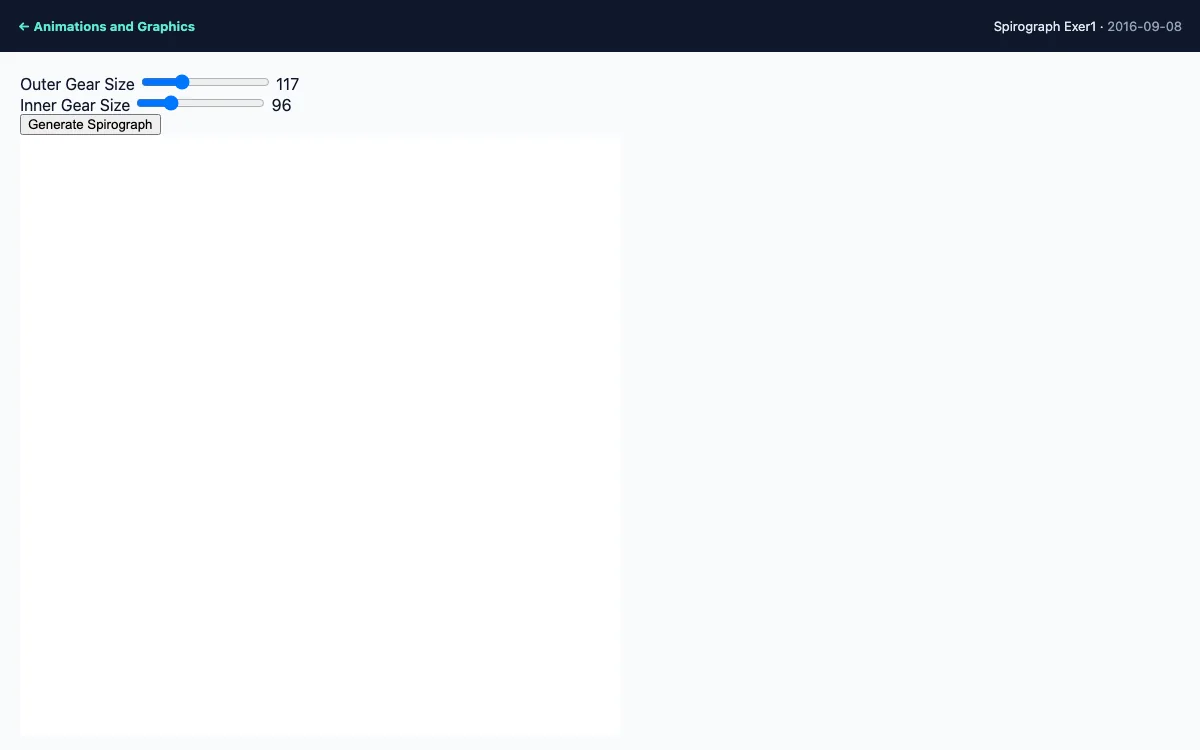 ← Animations and Graphics
Spirograph Exer1 · 2016-09-08
Outer Gear Size 117
Inner Gear Size 96
Generate Spirograph